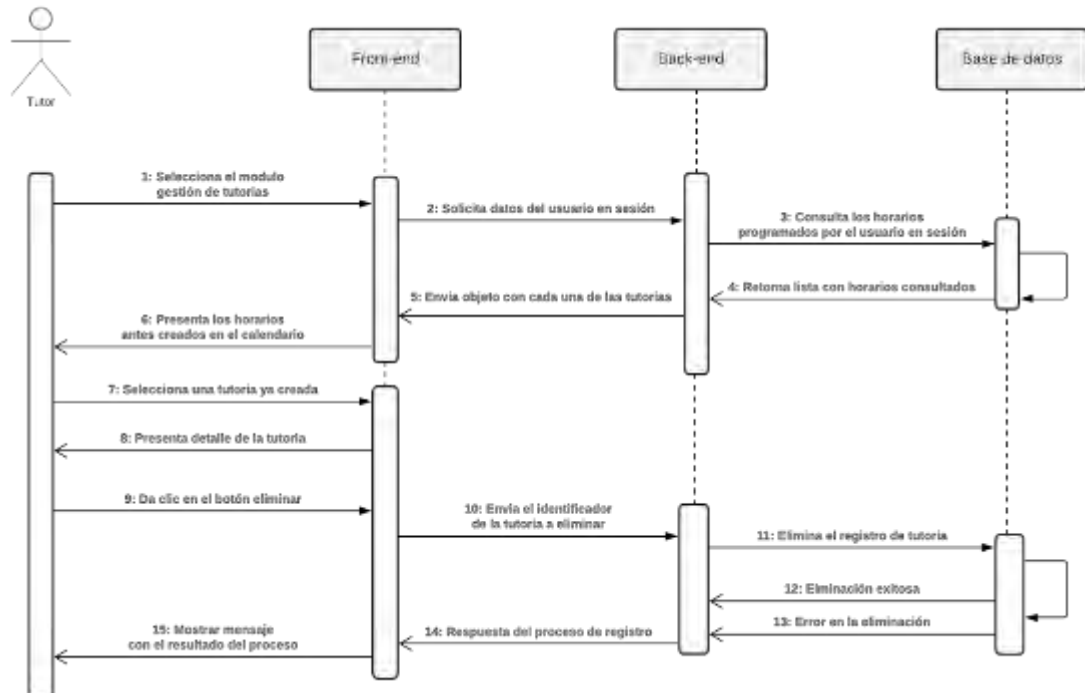 Tutor
Front-end
Back-end
Base de datos
1: Selecciona el modulo
gestión de tutorias
2: Solicita datos del usuario en sesión
3: Consulta los horarios
programados por el usuario en sesión
4: Retorna lista con horarios consultados
5: Envia objeto con cada una de las tutorias
6: Presenta los horarios
antes creados en el calendario
7: Selecciona una tutoria ya creada
8: Presenta detalle de la tutoria
9: Da clic en el botón eliminar
10: Envia el identificador
de la tutoria a eliminar
11: Elimina el registro de tutoria
12: Elminación exitosa
13: Error en la eliminación
14: Respuesta del proceso de registro
15: Mostrar mensaje
con el resultado del proceso